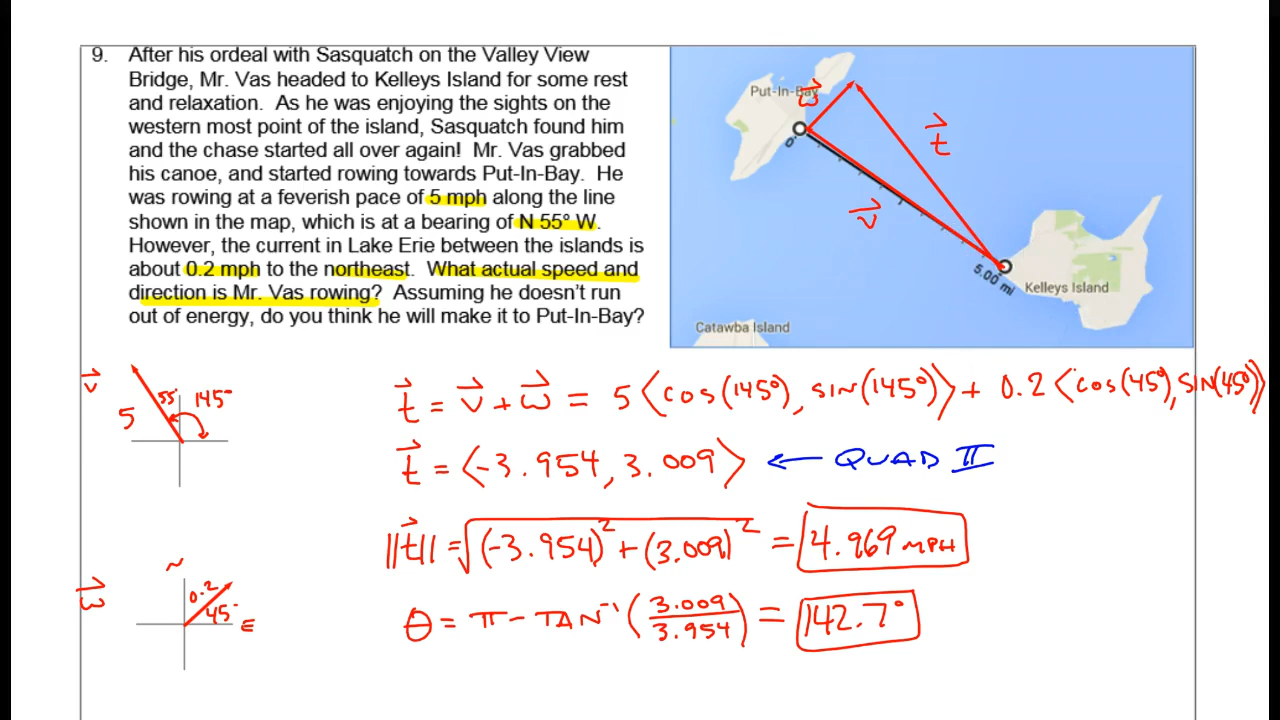 9. After his ordeal with Sasquatch on the Valley View
Bridge, Mr. Vas headed to Kelleys Island for some rest
and relaxation. As he was enjoying the sights on the
western most point of the island, Sasquatch found him
and the chase started all over again! Mr. Vas grabbed
his canoe, and started rowing towards Put-In-Bay. He
was rowing at a feverish pace of 5 mph along the line
shown in the map, which is at a bearing of N 55° W.
However, the current in Lake Erie between the islands is
about 0.2 mph to the northeast. What actual speed and
direction is Mr. Vas rowing? Assuming he doesn't run
out of energy, do you think he will make it to Put-In-Bay?
Put-In-Bay
w⃗
0
t⃗
v⃗
5.00 mi
Kelleys Island
Catawba Island
v⃗
5
55°
145°
t⃗ = v⃗ + w⃗ = 5⟨cos(145°), sin(145°)⟩ + 0.2⟨cos(45°), sin(45°)⟩
t⃗ = ⟨-3.954, 3.009⟩ ← QUAD II
||t⃗|| = √(-3.954)² + (3.009)² = 4.969 MPH
w⃗
N
0.2
45°
E
θ = π - TAN⁻¹(3.009/3.954) = 142.7°